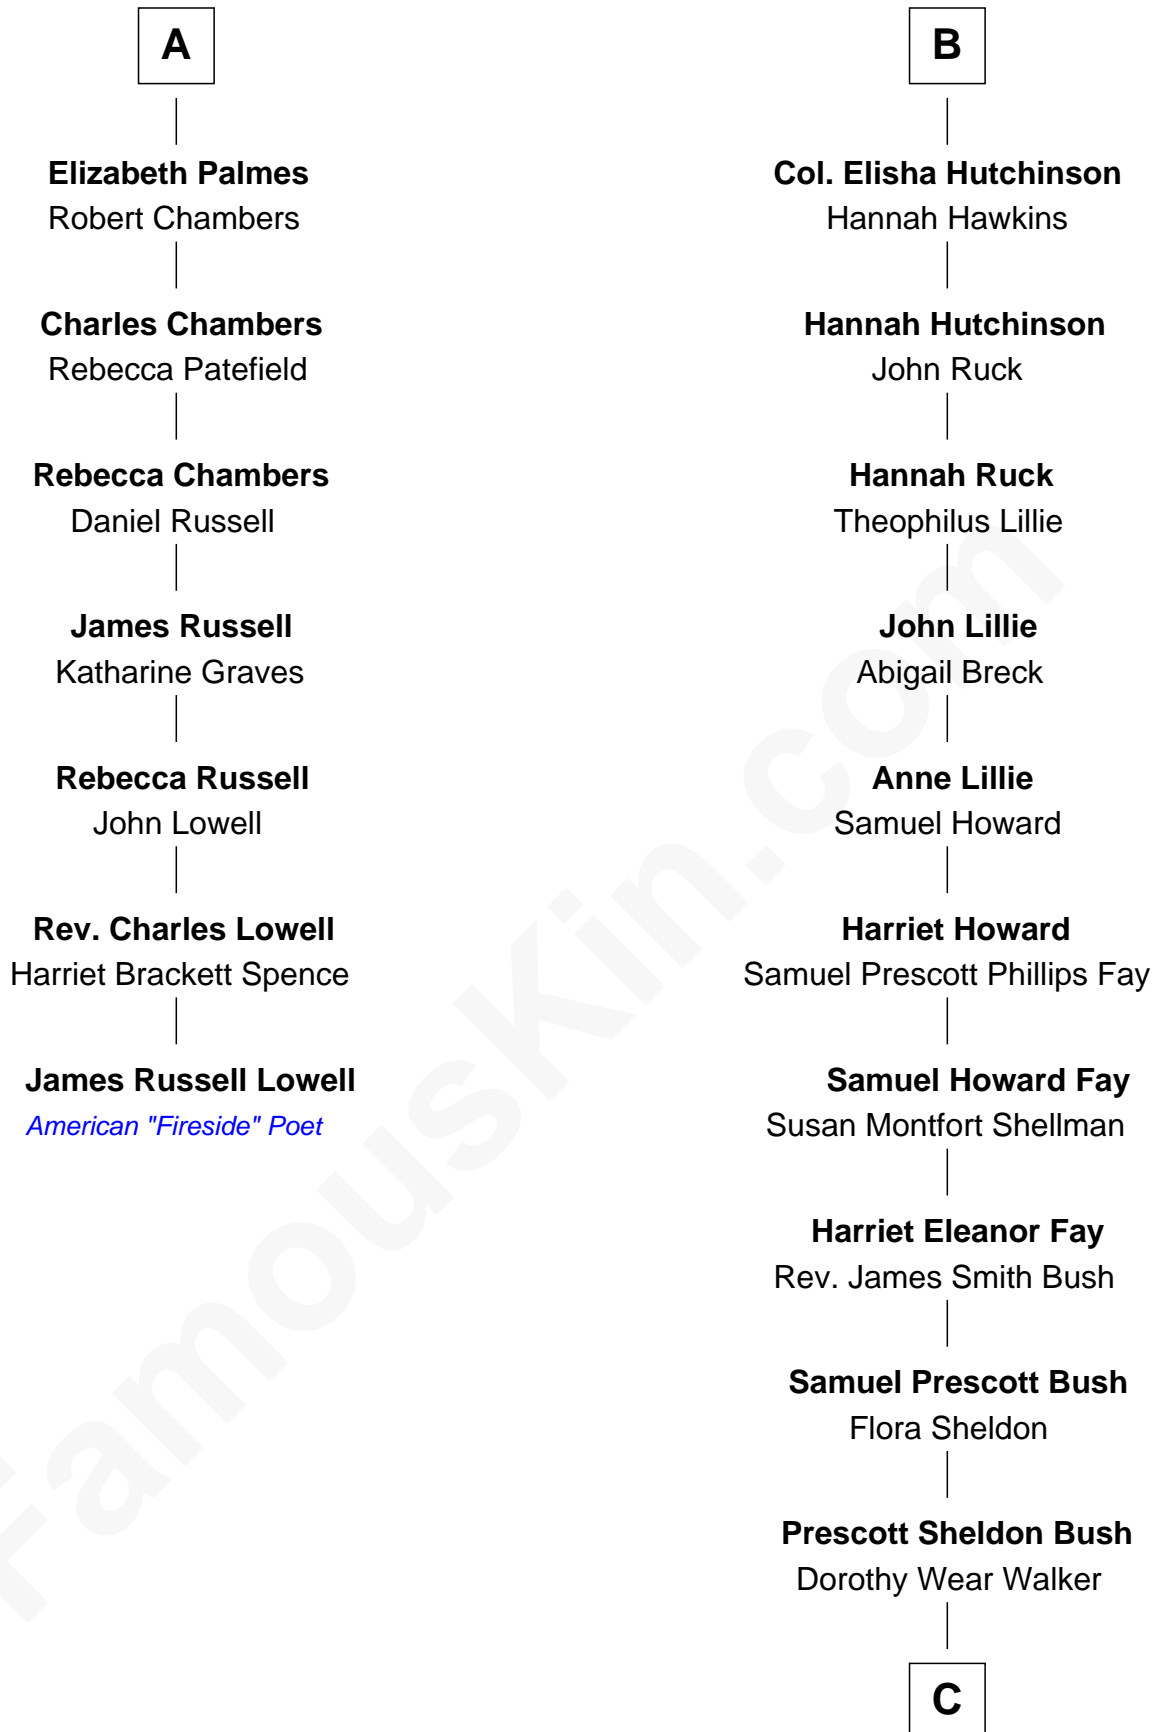 A
Elizabeth Palmes
Robert Chambers
Charles Chambers
Rebecca Patefield
Rebecca Chambers
Daniel Russell
James Russell
Katharine Graves
Rebecca Russell
John Lowell
Rev. Charles Lowell
Harriet Brackett Spence
James Russell Lowell
American "Fireside" Poet
B
Col. Elisha Hutchinson
Hannah Hawkins
Hannah Hutchinson
John Ruck
Hannah Ruck
Theophilus Lillie
John Lillie
Abigail Breck
Anne Lillie
Samuel Howard
Harriet Howard
Samuel Prescott Phillips Fay
Samuel Howard Fay
Susan Montfort Shellman
Harriet Eleanor Fay
Rev. James Smith Bush
Samuel Prescott Bush
Flora Sheldon
Prescott Sheldon Bush
Dorothy Wear Walker
C
FamousKin.com